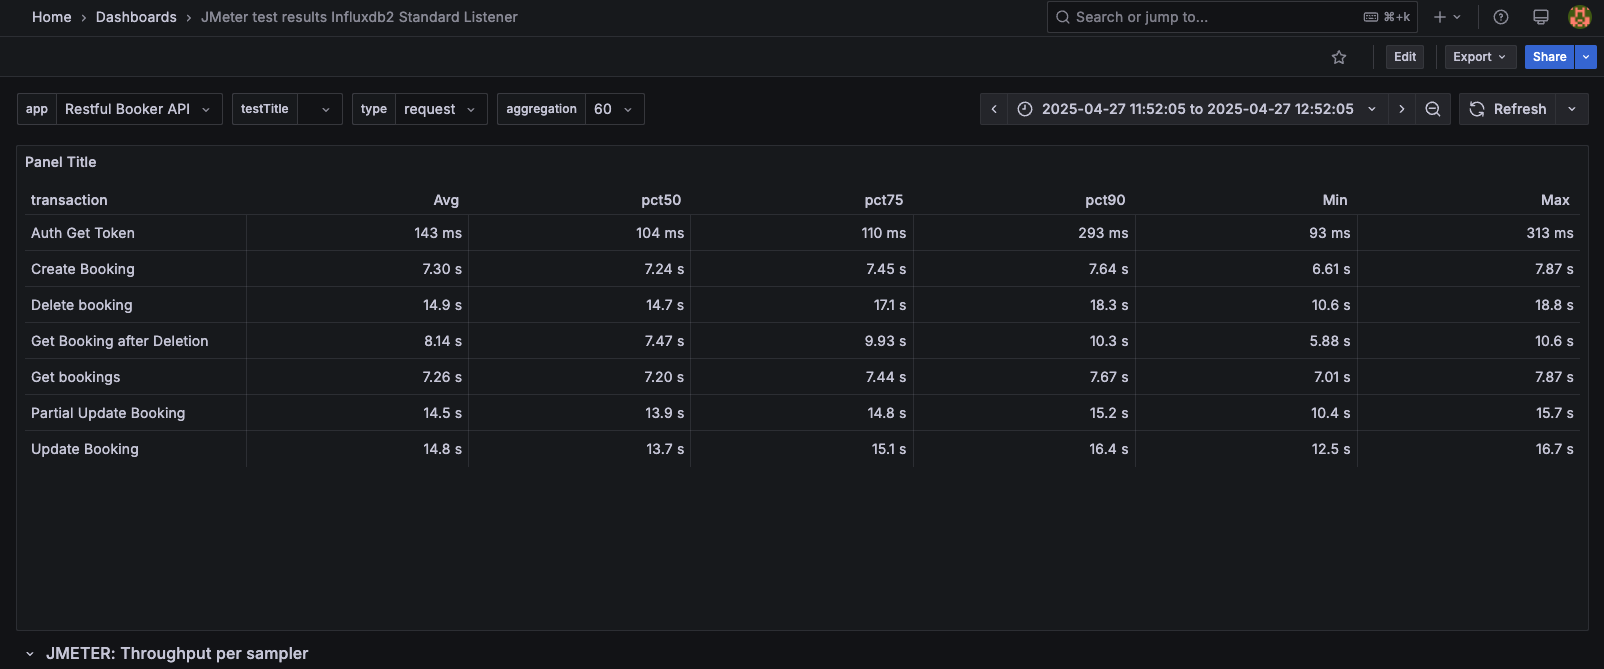 Home › Dashboards › JMeter test results Influxdb2 Standard Listener Search or jump to... ⌘+k
Edit Export Share
app Restful Booker API testTitle type request aggregation 60 2025-04-27 11:52:05 to 2025-04-27 12:52:05 Refresh
Panel Title
transaction Avg pct50 pct75 pct90 Min Max
Auth Get Token 143 ms 104 ms 110 ms 293 ms 93 ms 313 ms
Create Booking 7.30 s 7.24 s 7.45 s 7.64 s 6.61 s 7.87 s
Delete booking 14.9 s 14.7 s 17.1 s 18.3 s 10.6 s 18.8 s
Get Booking after Deletion 8.14 s 7.47 s 9.93 s 10.3 s 5.88 s 10.6 s
Get bookings 7.26 s 7.20 s 7.44 s 7.67 s 7.01 s 7.87 s
Partial Update Booking 14.5 s 13.9 s 14.8 s 15.2 s 10.4 s 15.7 s
Update Booking 14.8 s 13.7 s 15.1 s 16.4 s 12.5 s 16.7 s
JMETER: Throughput per sampler